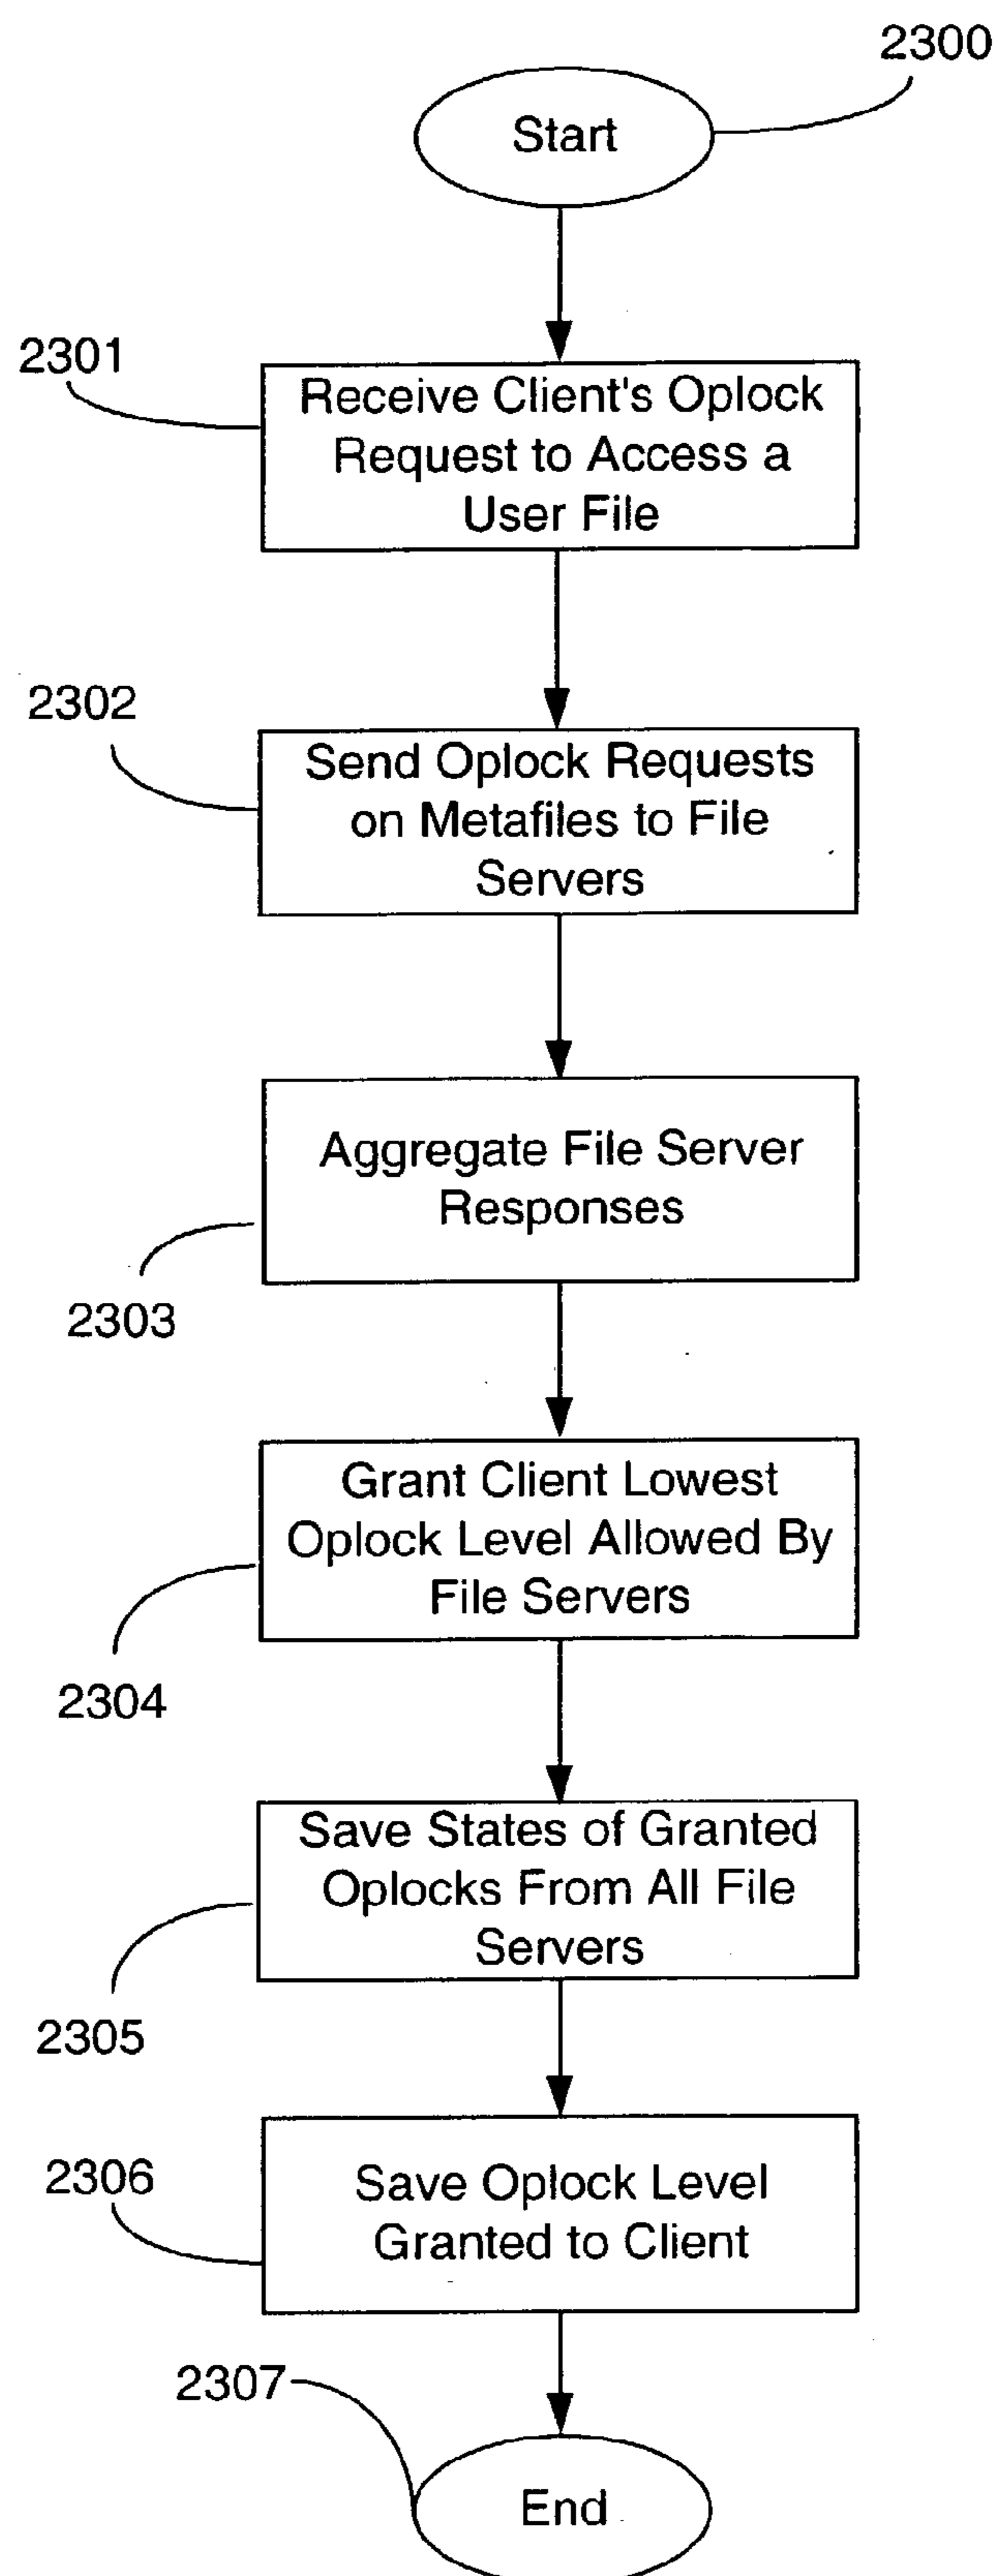 2300
Start
2301
Receive Client's Oplock
Request to Access a
User File
2302
Send Oplock Requests
on Metafiles to File
Servers
Aggregate File Server
Responses
2303
Grant Client Lowest
Oplock Level Allowed By
File Servers
2304
Save States of Granted
Oplocks From All File
Servers
2305
2306
Save Oplock Level
Granted to Client
2307
End